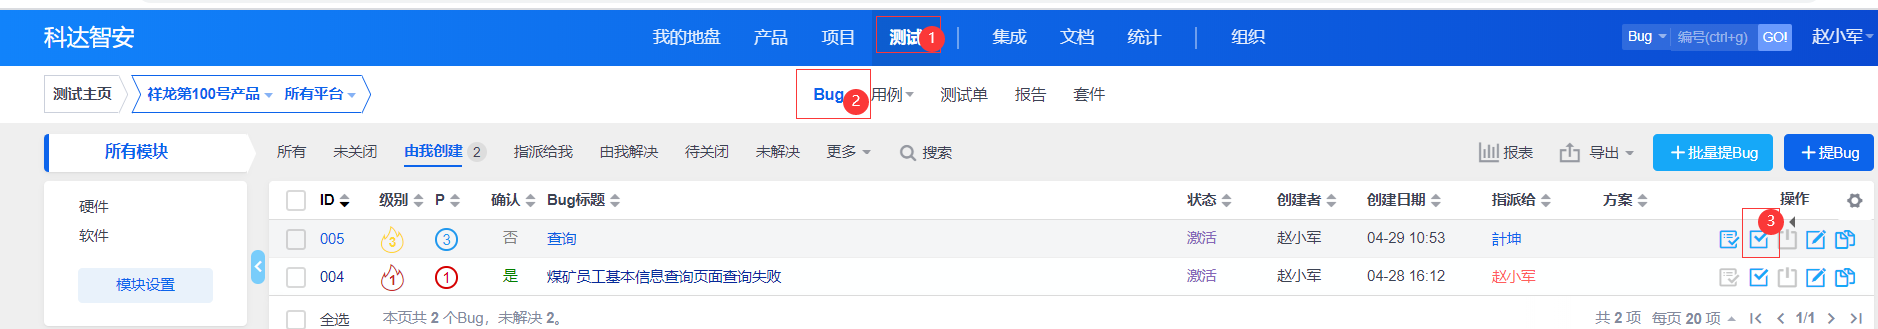 科达智安 我的地盘 产品 项目 测试 1 集成 文档 统计 组织 Bug 编号(ctrl+g) GO! 赵小军
测试主页 祥龙第100号产品 所有平台 Bug 2 用例 测试单 报告 套件
所有模块 所有 未关闭 由我创建 2 指派给我 由我解决 待关闭 未解决 更多 搜索 报表 导出 +批量提Bug +提Bug
硬件
软件
模块设置
ID 级别 P 确认 Bug标题 状态 创建者 创建日期 指派给 方案 操作
3
005 3 3 否 查询 激活 赵小军 04-29 10:53 計坤
004 1 1 是 煤矿员工基本信息查询页面查询失败 激活 赵小军 04-28 16:12 赵小军
全选 本页共 2 个Bug，未解决 2。 共 2 项 每页 20 项 1/1